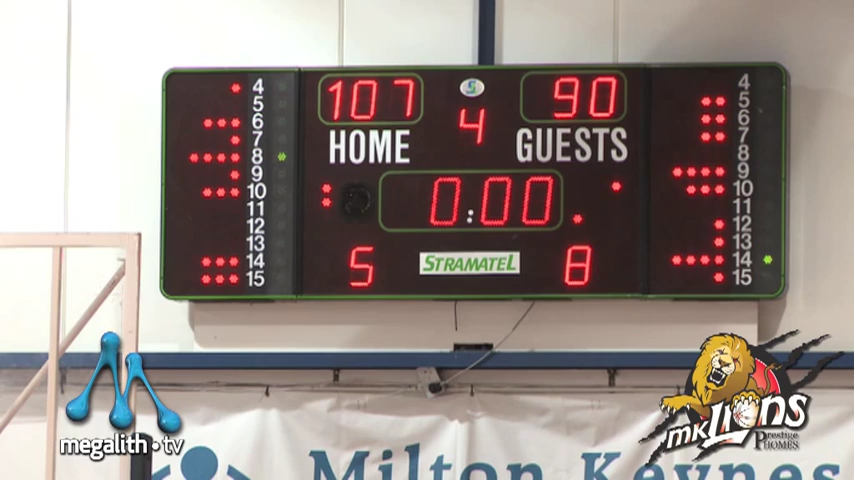 107 4 90
HOME GUESTS
0:00
5 STRAMATEL 8
4 4
5 5
6 6
7 7
8 8
9 9
10 10
11 11
12 12
13 13
14 14
15 15
megalith.tv
MK LIONS
Prestige
HOMES
Milton Keynes